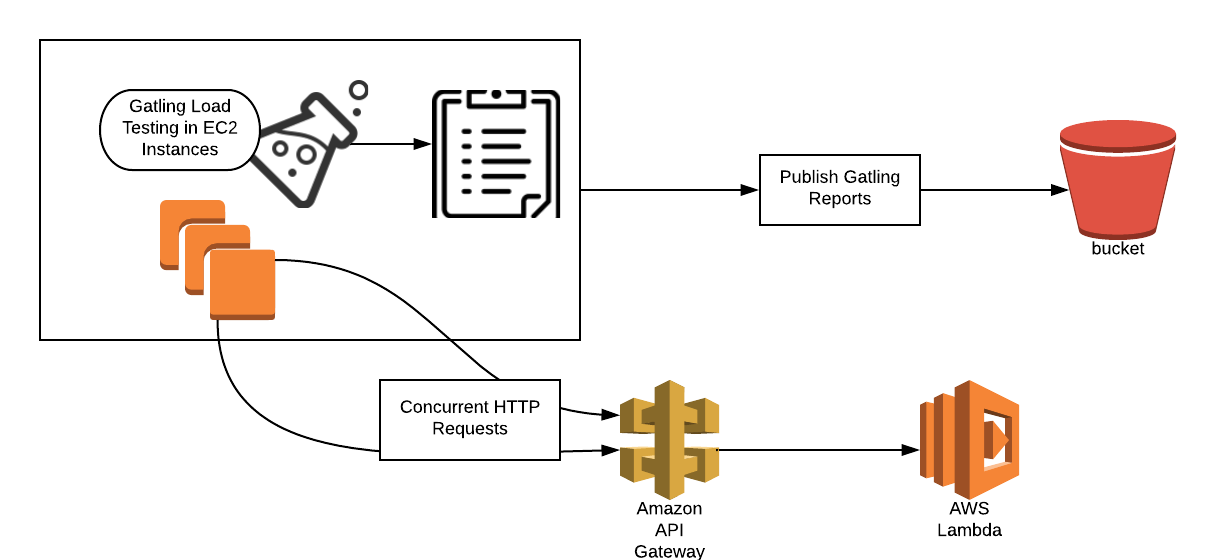 Gatling Load
Testing in EC2
Instances
Publish Gatling
Reports
bucket
Concurrent HTTP
Requests
Amazon
API
Gateway
AWS
Lambda